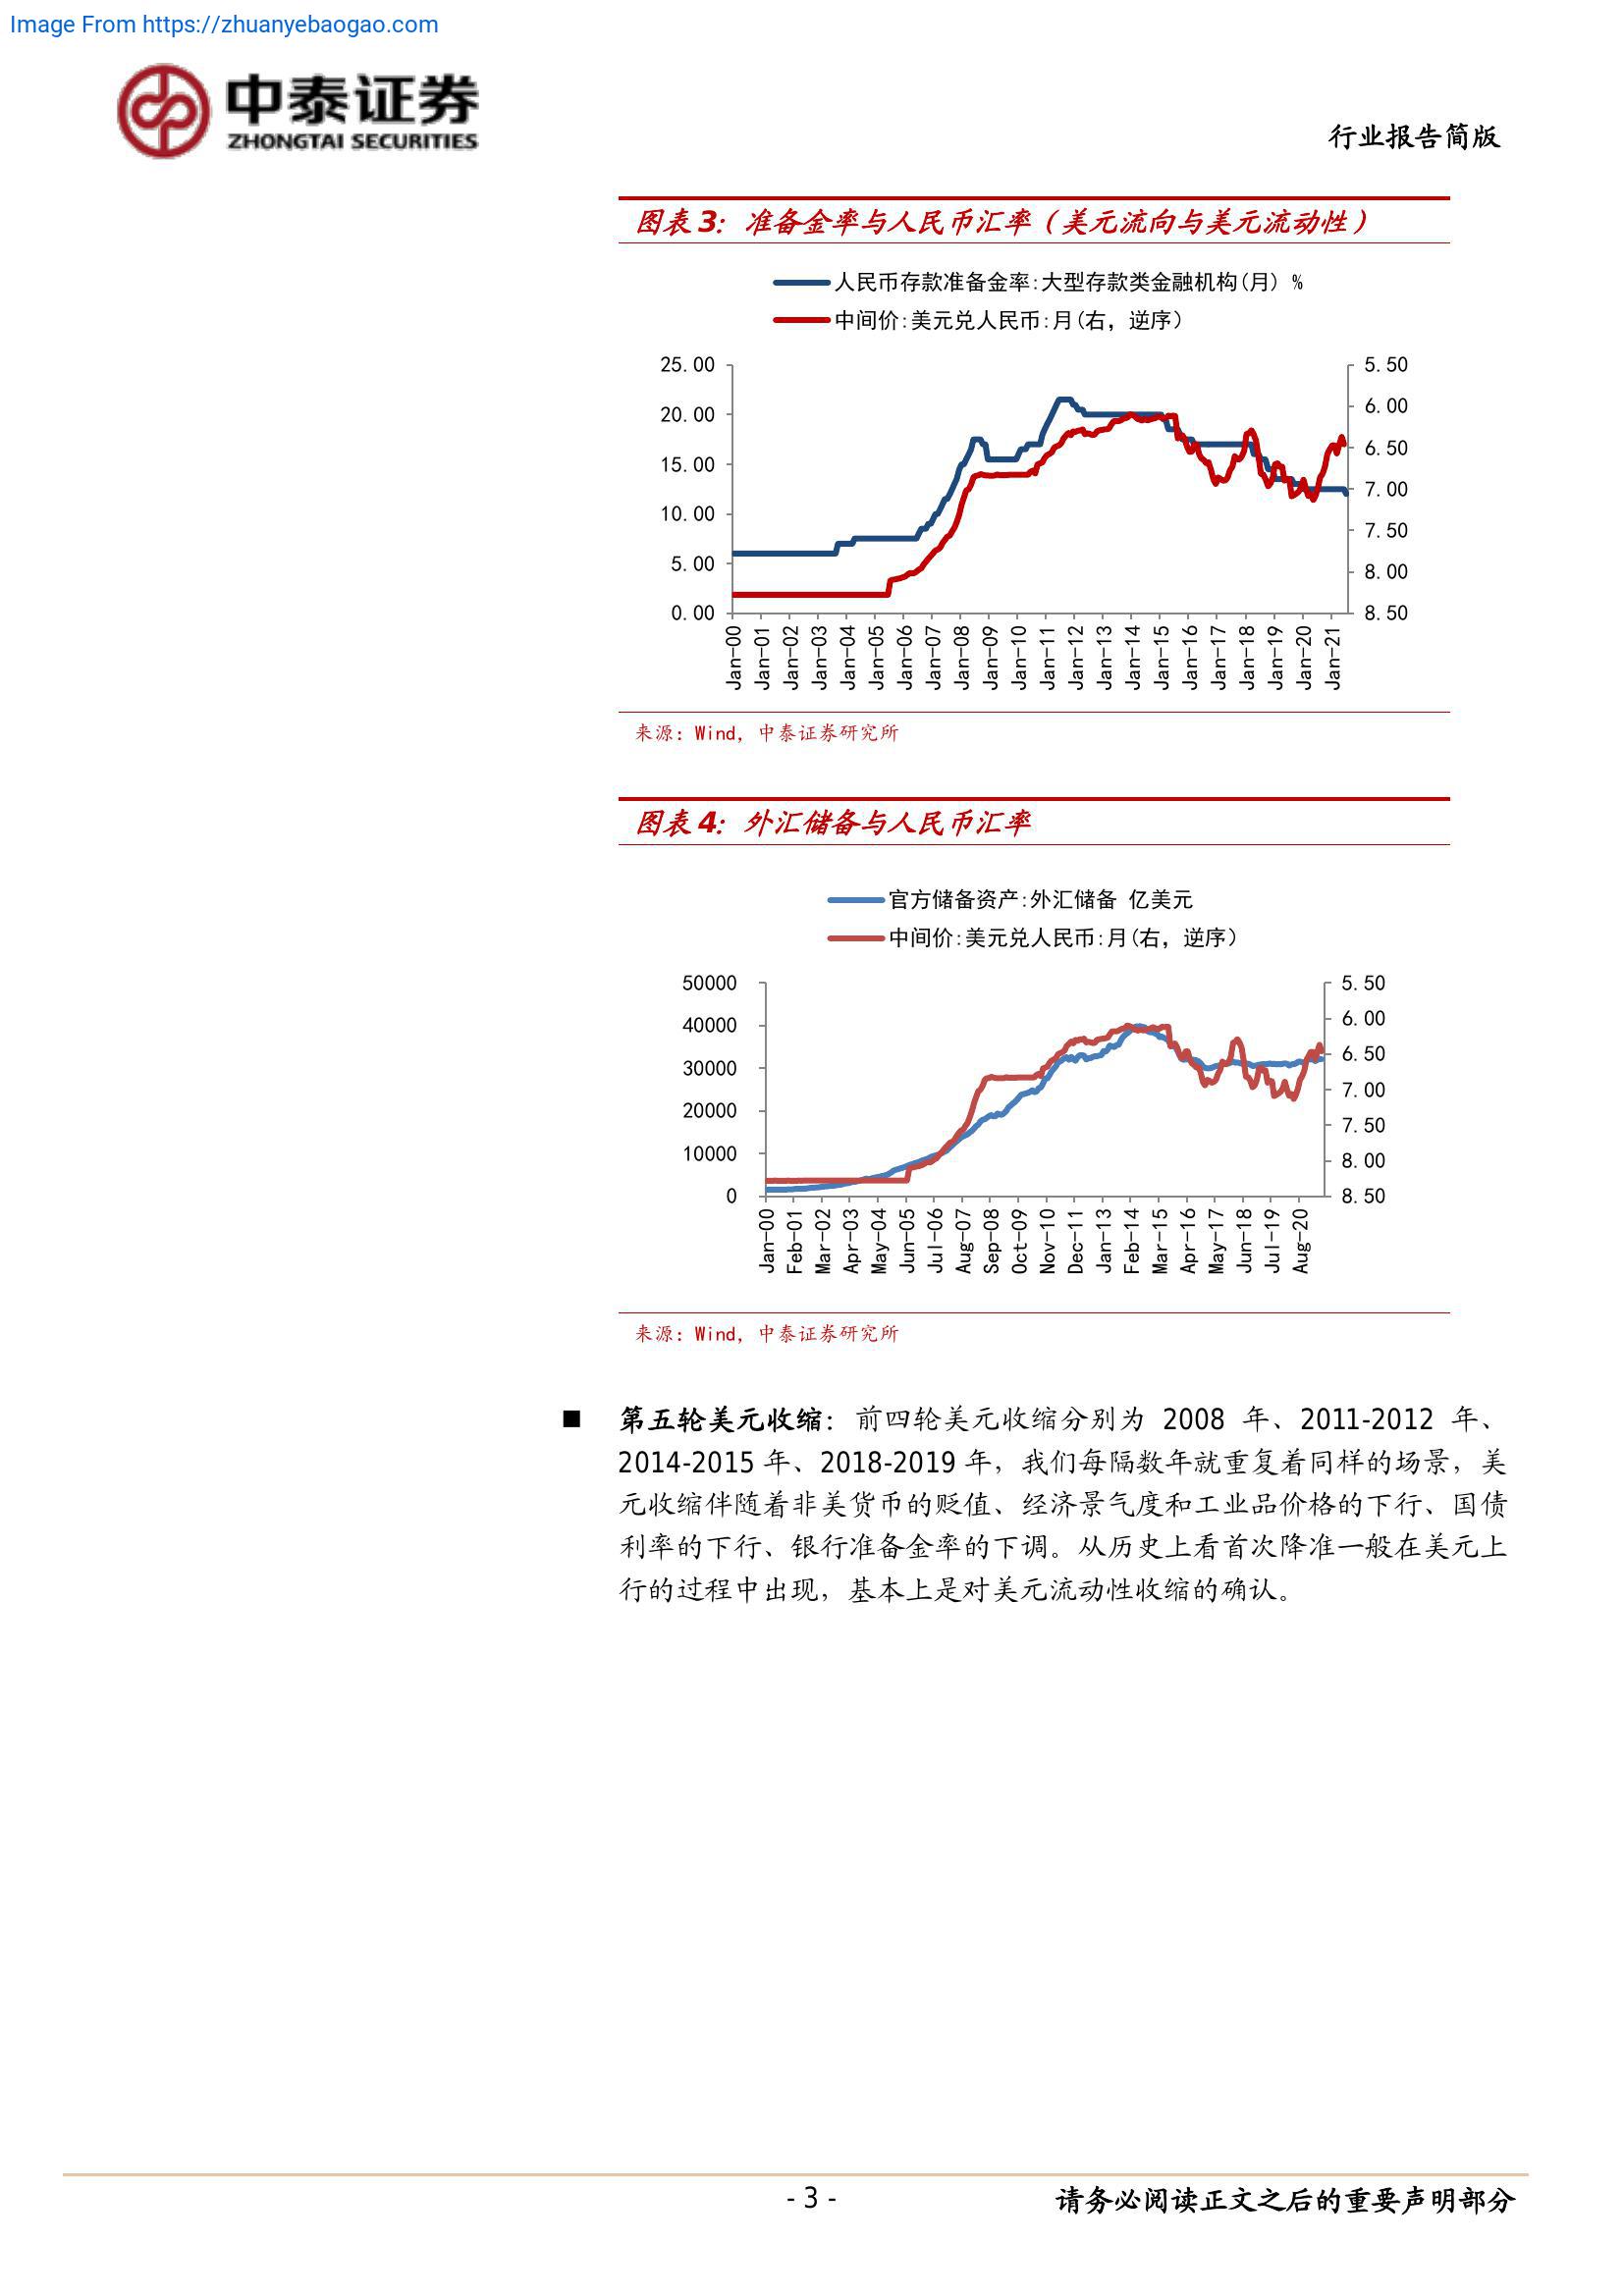 Image From https://zhuanyebaogao.com
中泰证券
ZHONGTAI SECURITIES
行业报告简版
图表 3：准备金率与人民币汇率（美元流向与美元流动性）
人民币存款准备金率:大型存款类金融机构(月) %
中间价:美元兑人民币:月(右，逆序)
25.00
20.00
15.00
10.00
5.00
0.00
5.50
6.00
6.50
7.00
7.50
8.00
8.50
Jan-00
Jan-01
Jan-02
Jan-03
Jan-04
Jan-05
Jan-06
Jan-07
Jan-08
Jan-09
Jan-10
Jan-11
Jan-12
Jan-13
Jan-14
Jan-15
Jan-16
Jan-17
Jan-18
Jan-19
Jan-20
Jan-21
来源：Wind，中泰证券研究所
图表 4：外汇储备与人民币汇率
官方储备资产:外汇储备 亿美元
中间价:美元兑人民币:月(右，逆序)
50000
40000
30000
20000
10000
0
5.50
6.00
6.50
7.00
7.50
8.00
8.50
Jan-00
Feb-01
Mar-02
Apr-03
May-04
Jun-05
Jul-06
Aug-07
Sep-08
Oct-09
Nov-10
Dec-11
Jan-13
Feb-14
Mar-15
Apr-16
May-17
Jun-18
Jul-19
Aug-20
来源：Wind，中泰证券研究所
■ 第五轮美元收缩：前四轮美元收缩分别为 2008 年、2011-2012 年、
2014-2015 年、2018-2019 年，我们每隔数年就重复着同样的场景，美
元收缩伴随着非美货币的贬值、经济景气度和工业品价格的下行、国债
利率的下行、银行准备金率的下调。从历史上看首次降准一般在美元上
行的过程中出现，基本上是对美元流动性收缩的确认。
- 3 -
请务必阅读正文之后的重要声明部分